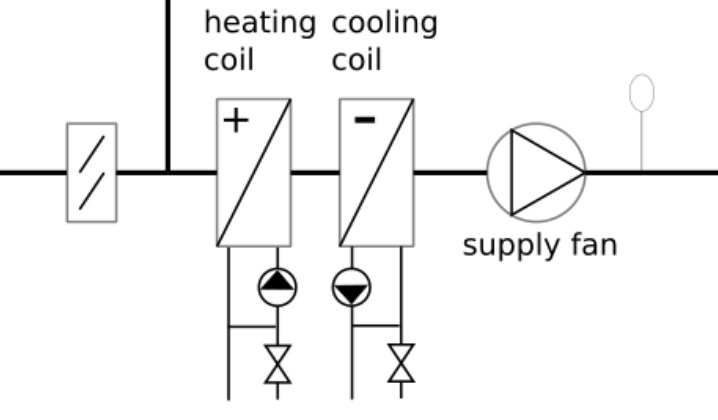 heating cooling
coil coil
+ -
supply fan